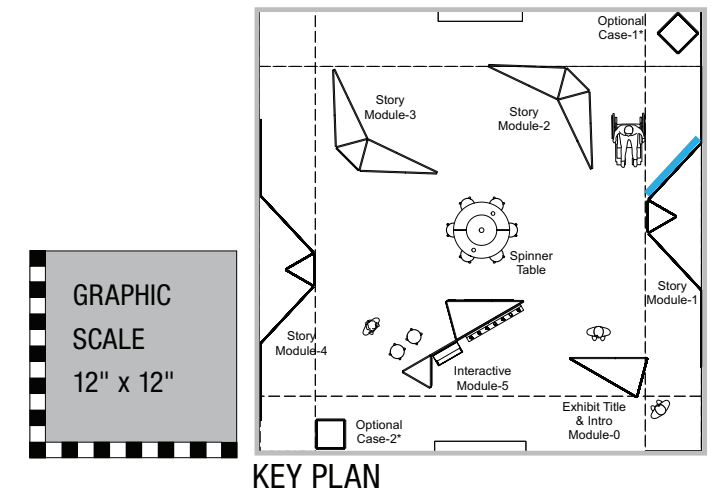 Optional
Case-1*
Story
Module-3
Story
Module-2
Spinner
Table
Story
Module-1
GRAPHIC
SCALE
12" x 12"
Story
Module-4
Interactive
Module-5
Exhibit Title
& Intro
Module-0
Optional
Case-2*
KEY PLAN